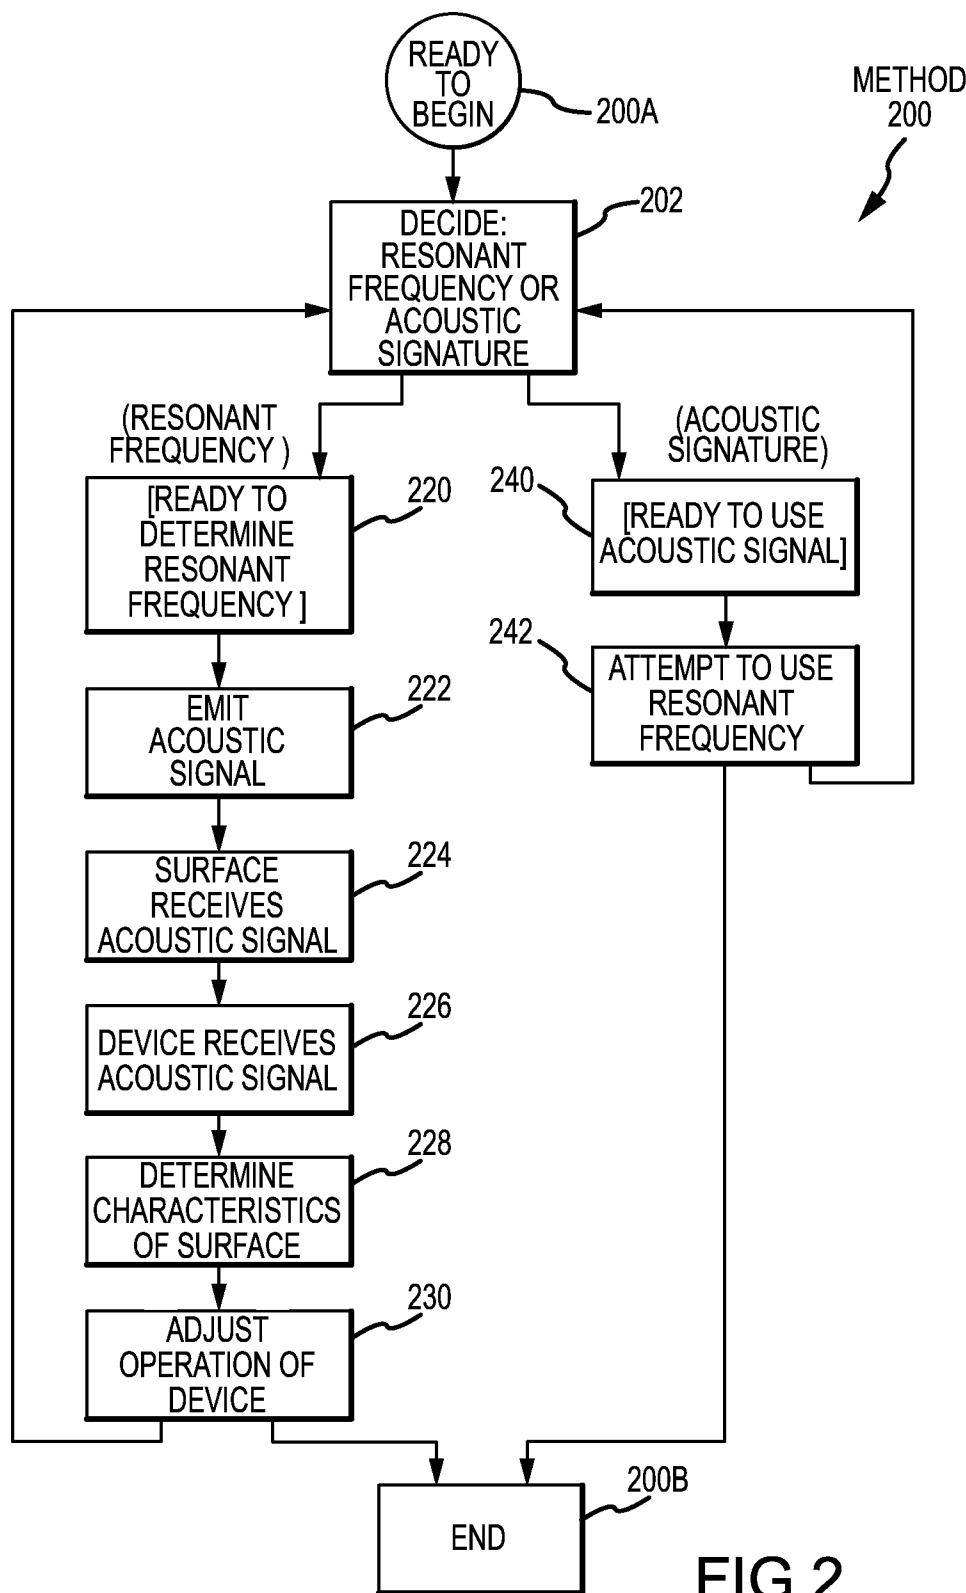 READY
TO
BEGIN
200A
METHOD
200
202
DECIDE:
RESONANT
FREQUENCY OR
ACOUSTIC
SIGNATURE
(RESONANT
FREQUENCY )
(ACOUSTIC
SIGNATURE)
220
[READY TO
DETERMINE
RESONANT
FREQUENCY ]
240
[READY TO USE
ACOUSTIC SIGNAL]
242
ATTEMPT TO USE
RESONANT
FREQUENCY
222
EMIT
ACOUSTIC
SIGNAL
224
SURFACE
RECEIVES
ACOUSTIC SIGNAL
226
DEVICE RECEIVES
ACOUSTIC SIGNAL
228
DETERMINE
CHARACTERISTICS
OF SURFACE
230
ADJUST
OPERATION OF
DEVICE
200B
END
FIG.2